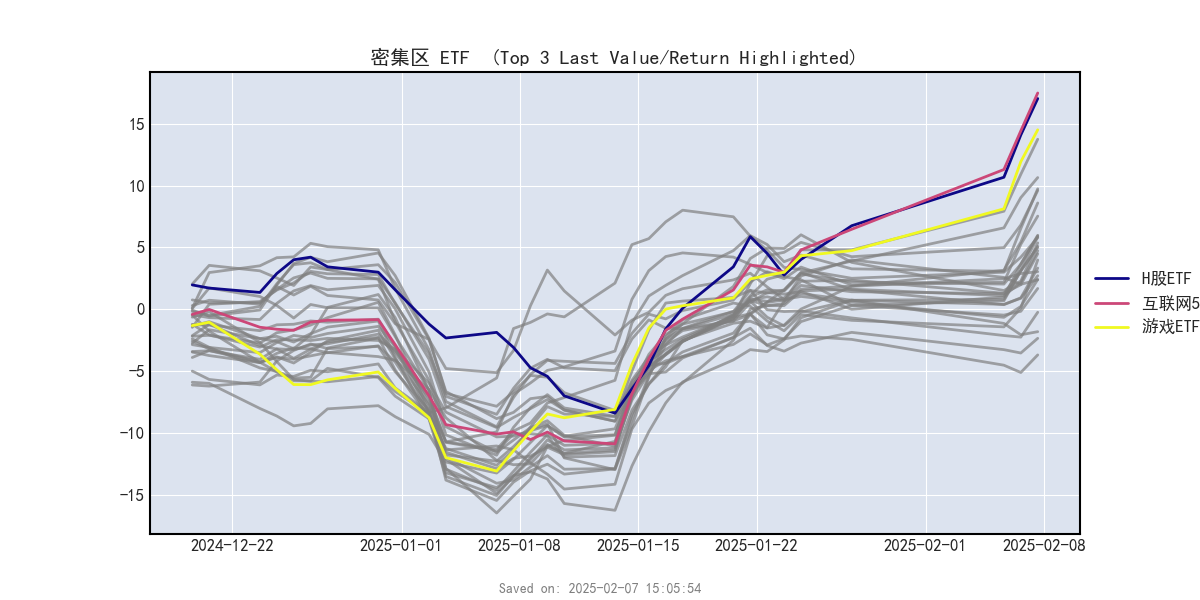 密集区 ETF  (Top 3 Last Value/Return Highlighted)
15
10
5
0
−5
−10
−15
2024-12-22
2025-01-01
2025-01-08
2025-01-15
2025-01-22
2025-02-01
2025-02-08
H股ETF
互联网5
游戏ETF
Saved on: 2025-02-07 15:05:54